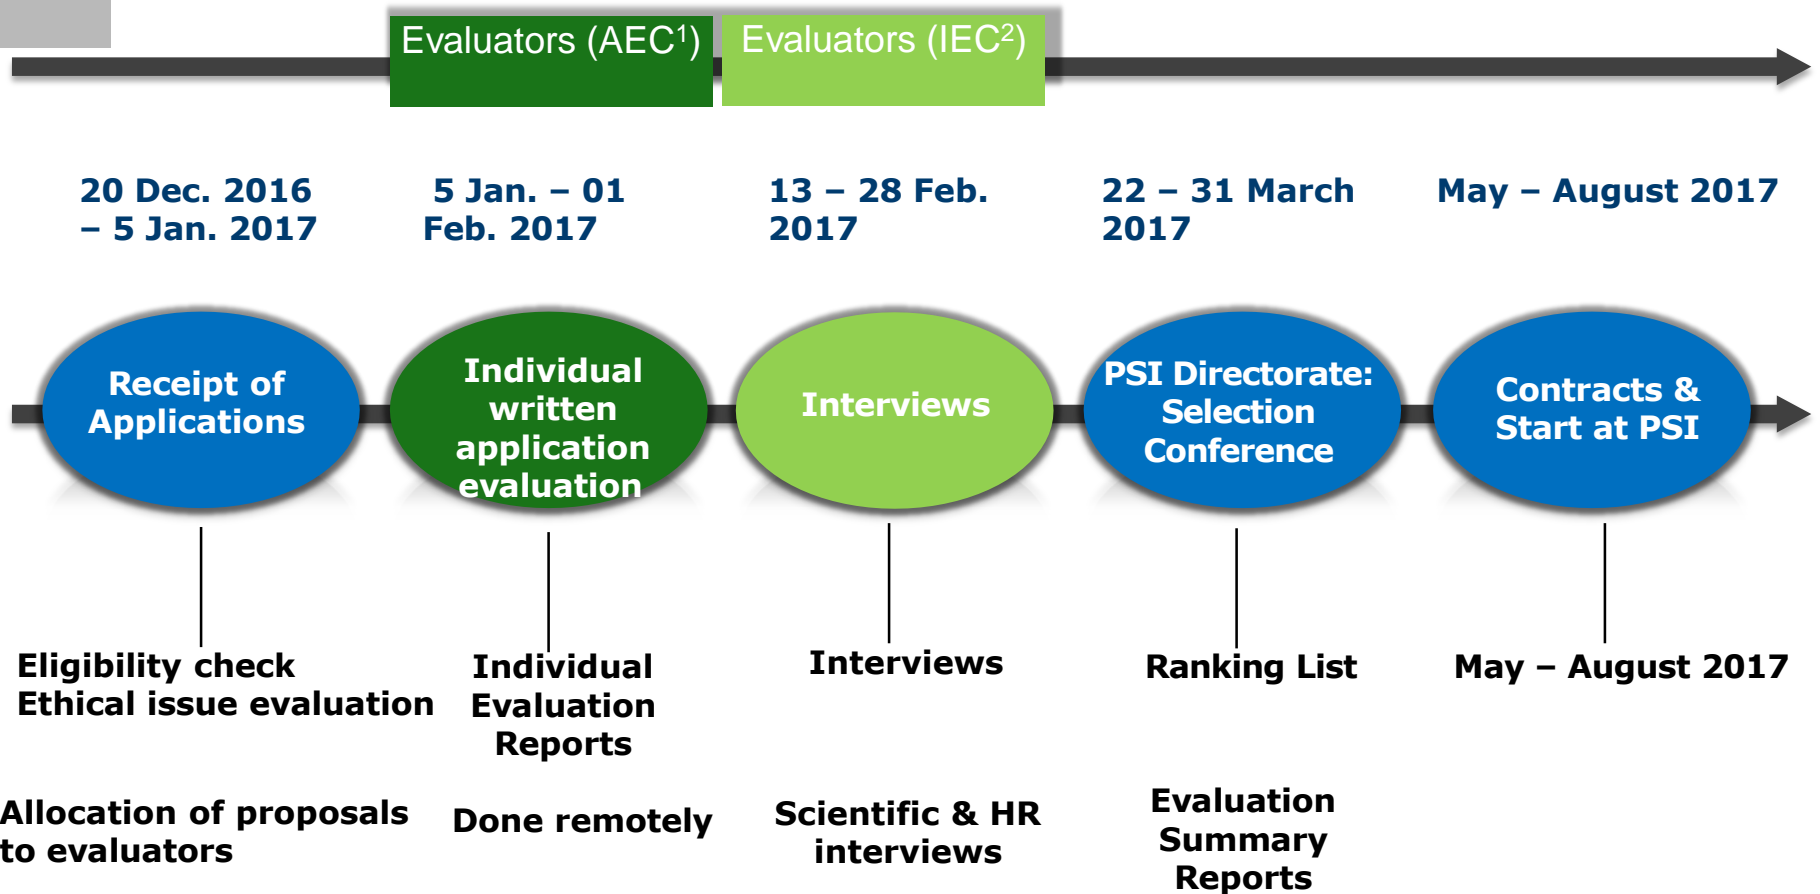 Evaluators (AEC¹)
Evaluators (IEC²)
20 Dec. 2016
– 5 Jan. 2017
5 Jan. – 01
Feb. 2017
13 – 28 Feb.
2017
22 – 31 March
2017
May – August 2017
Receipt of
Applications
Individual
written
application
evaluation
Interviews
PSI Directorate:
Selection
Conference
Contracts &
Start at PSI
Eligibility check
Ethical issue evaluation
Allocation of proposals
to evaluators
Individual
Evaluation
Reports
Done remotely
Interviews
Scientific & HR
interviews
Ranking List
Evaluation
Summary
Reports
May – August 2017